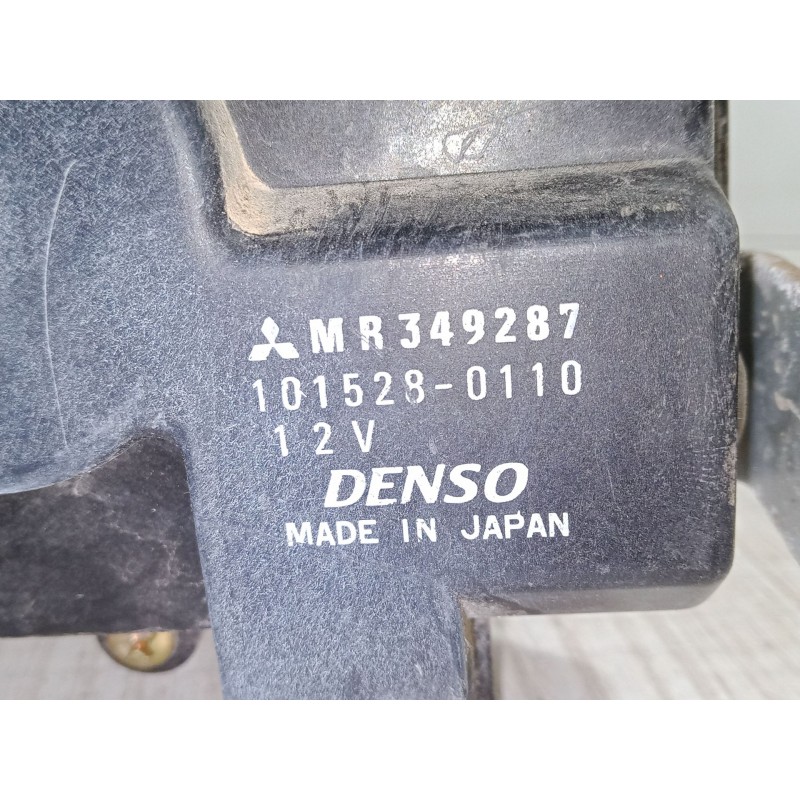 MR349287
101528-0110
12V
DENSO
MADE IN JAPAN